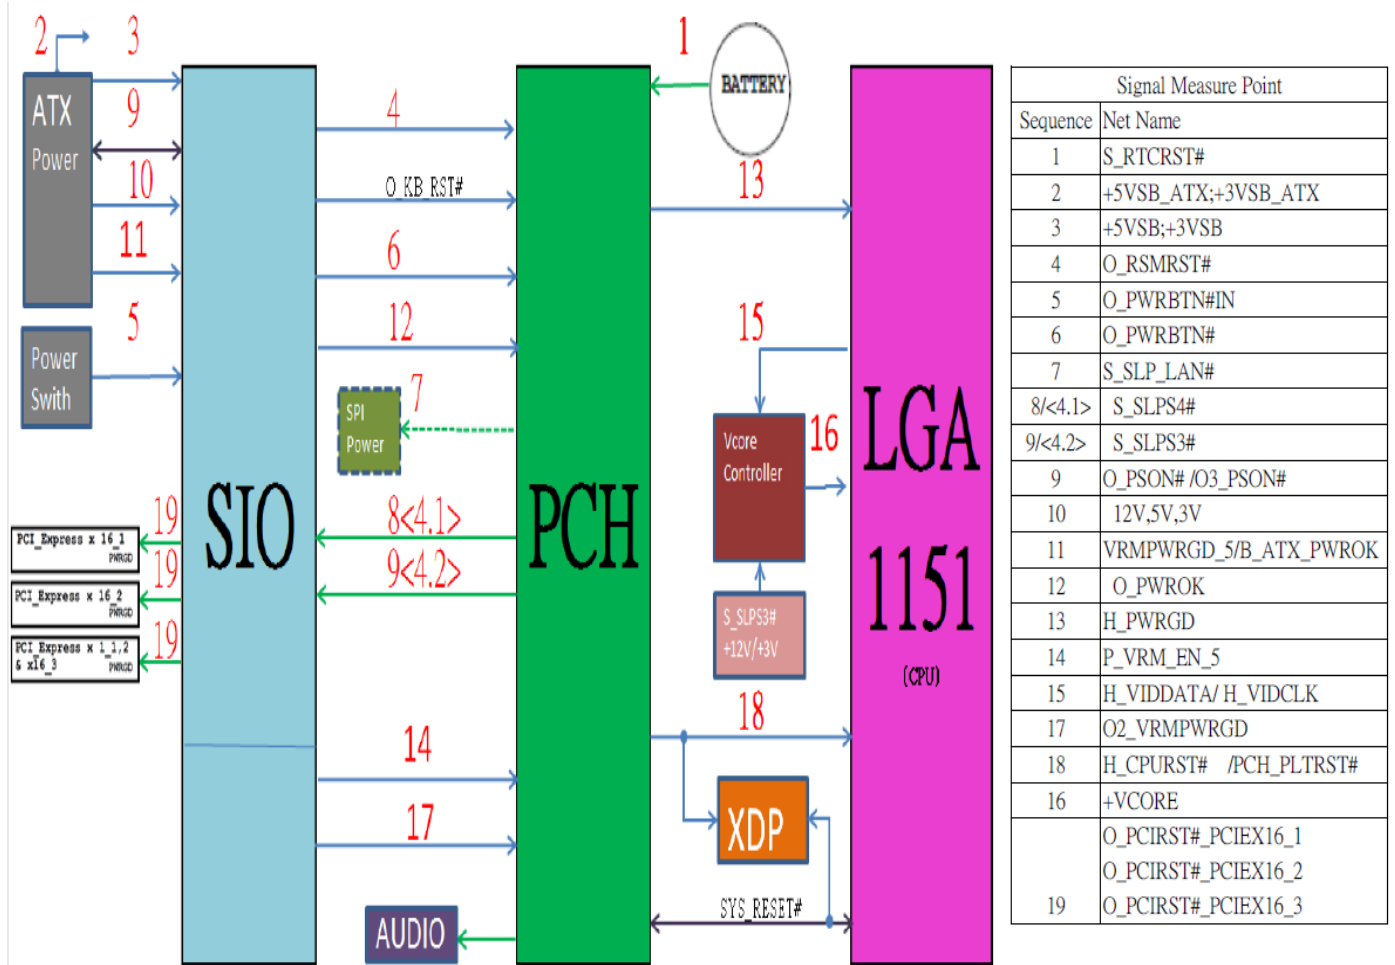 2
3
ATX
Power
9
10
11
5
Power
Swith
SIO
4
O_KB_RST#
6
12
7
SPI
Power
8<4.1>
9<4.2>
19
PCI_Express x 16_1
PWRGD
19
PCI_Express x 16_2
PWRGD
19
PCI_Express x 1_1,2
& x16_3 PWRGD
14
17
AUDIO
PCH
1
BATTERY
13
15
16
Vcore
Controller
S_SLPS3#
+12V/+3V
18
XDP
SYS_RESET#
LGA
1151
(CPU)
Signal Measure Point
Sequence Net Name
1 S_RTCRST#
2 +5VSB_ATX;+3VSB_ATX
3 +5VSB;+3VSB
4 O_RSMRST#
5 O_PWRBTN#IN
6 O_PWRBTN#
7 S_SLP_LAN#
8/<4.1> S_SLPS4#
9/<4.2> S_SLPS3#
9 O_PSON# /O3_PSON#
10 12V,5V,3V
11 VRMPWRGD_5/B_ATX_PWROK
12 O_PWROK
13 H_PWRGD
14 P_VRM_EN_5
15 H_VIDDATA/ H_VIDCLK
17 O2_VRMPWRGD
18 H_CPURST# /PCH_PLTRST#
16 +VCORE
O_PCIRST#_PCIEX16_1
O_PCIRST#_PCIEX16_2
19 O_PCIRST#_PCIEX16_3